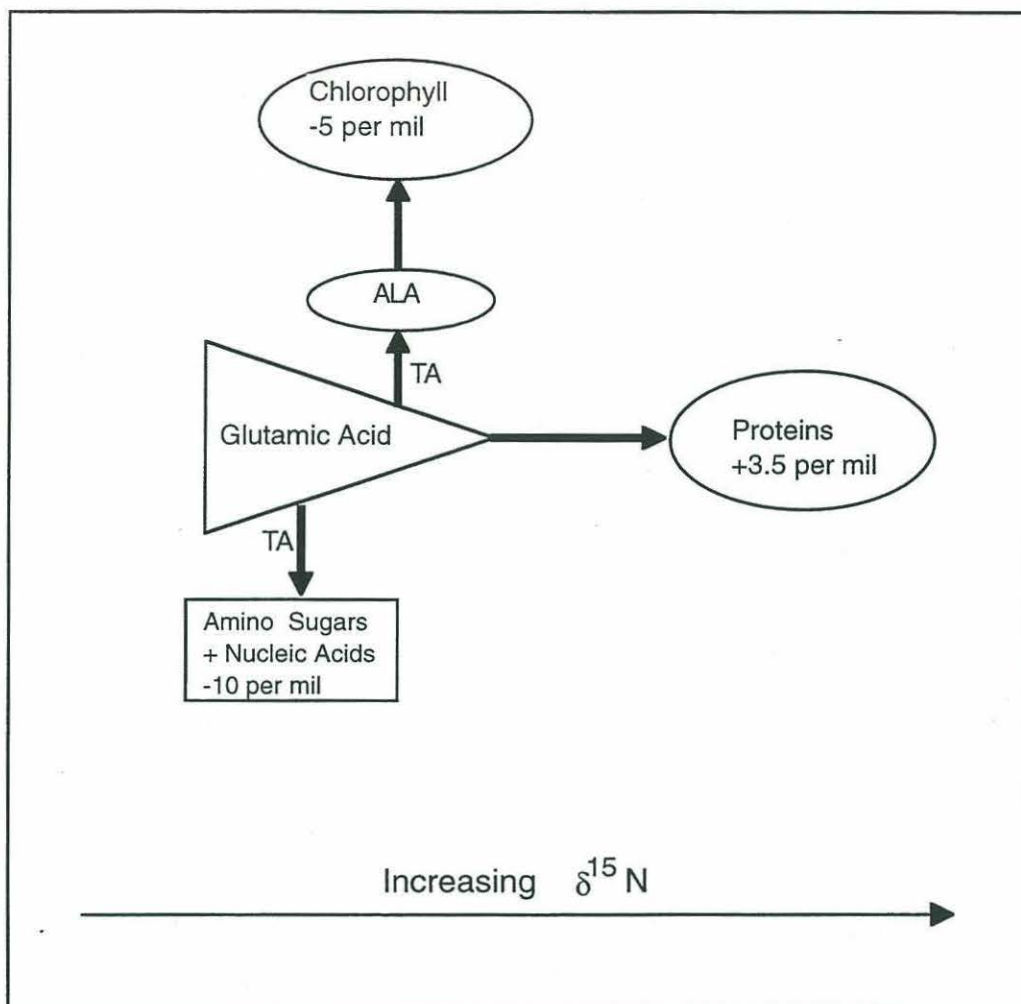 Chlorophyll
-5 per mil
ALA
TA
Glutamic Acid
Proteins
+3.5 per mil
TA
Amino Sugars
+ Nucleic Acids
-10 per mil
Increasing δ¹⁵N